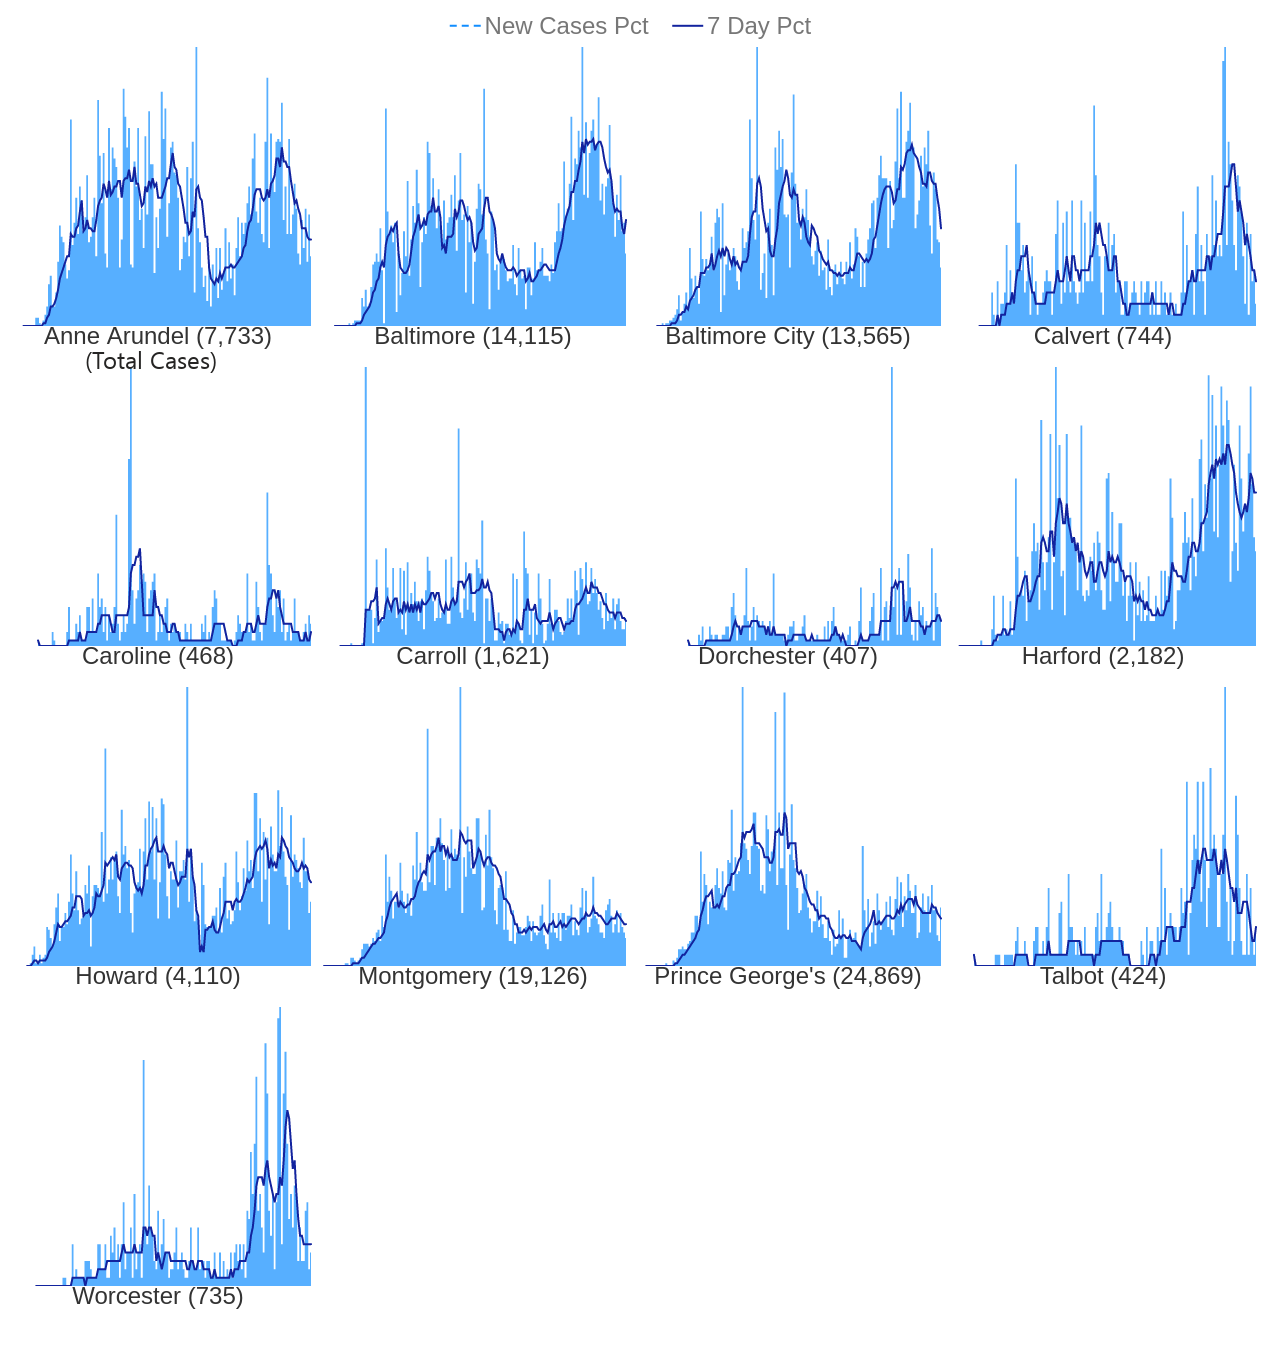 New Cases Pct 7 Day Pct
Anne Arundel (7,733) Baltimore (14,115) Baltimore City (13,565) Calvert (744)
(Total Cases)
Caroline (468) Carroll (1,621) Dorchester (407) Harford (2,182)
Howard (4,110) Montgomery (19,126) Prince George's (24,869) Talbot (424)
Worcester (735)